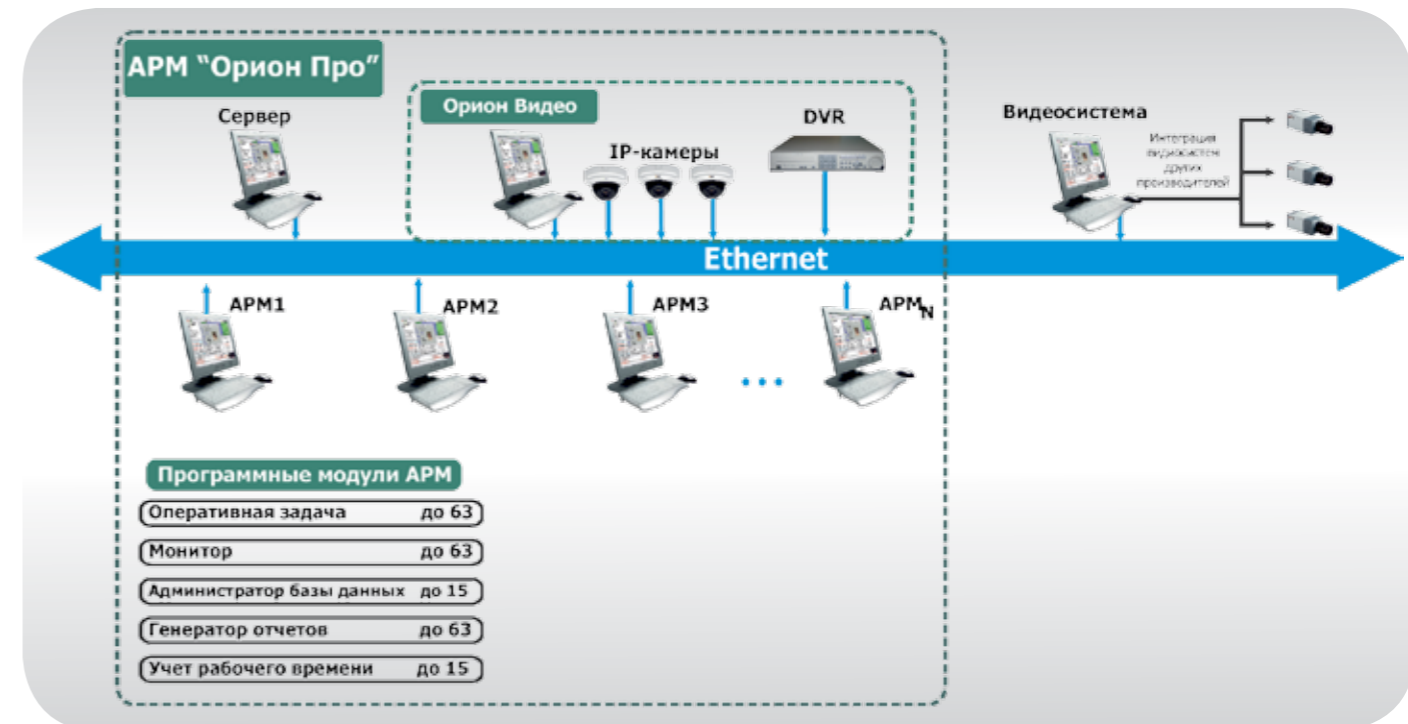 АРМ “Орион Про”
Сервер
Орион Видео
IP-камеры
DVR
Видеосистема
Интеграция
видиосистем
других
производителей
Ethernet
АРМ1
АРМ2
АРМ3
АРМN
...
Программные модули АРМ
Оперативная задача до 63
Монитор до 63
Администратор базы данных до 15
Генератор отчетов до 63
Учет рабочего времени до 15